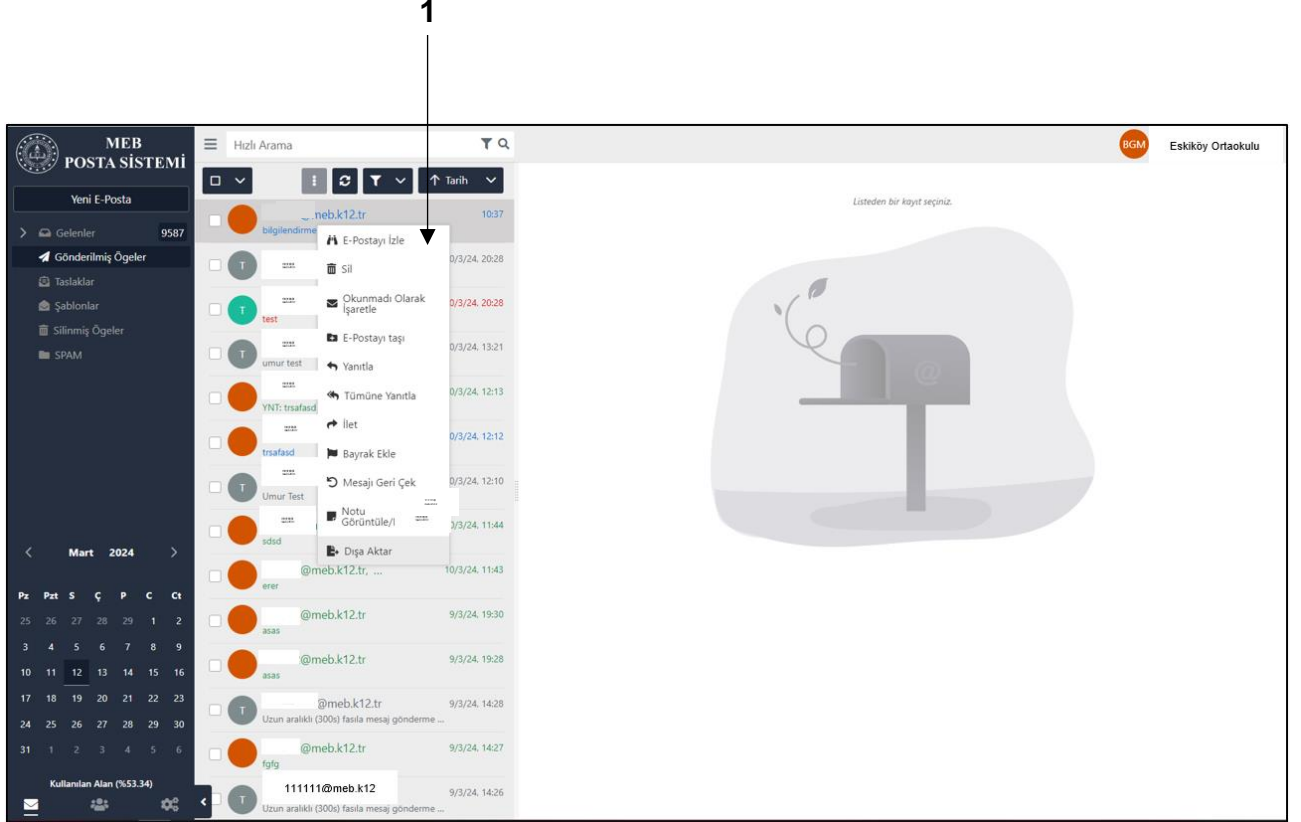 1
MEB
POSTA SİSTEMİ
Hızlı Arama
BGM
Eskiköy Ortaokulu
Yeni E-Posta
Tarih
Gelenler 9587
Gönderilmiş Ögeler
Taslaklar
Şablonlar
Silinmiş Ögeler
SPAM
meb.k12.tr 10:37
bilgilendirme
T 0/3/24, 20:28
T 0/3/24, 20:28
test
T 0/3/24, 13:21
umur test
0/3/24, 12:13
YNT: trsafasd
0/3/24, 12:12
trsafasd
T 0/3/24, 12:10
Umur Test
0/3/24, 11:44
sdsd
@meb.k12.tr, ... 10/3/24, 11:43
erer
@meb.k12.tr 9/3/24, 19:30
asas
@meb.k12.tr 9/3/24, 19:28
asas
T @meb.k12.tr 9/3/24, 14:28
Uzun aralıklı (300s) fasıla mesaj gönderme ...
@meb.k12.tr 9/3/24, 14:27
fgfg
T 111111@meb.k12 9/3/24, 14:26
Uzun aralıklı (300s) fasıla mesaj gönderme ...
E-Postayı İzle
Sil
Okunmadı Olarak
İşaretle
E-Postayı taşı
Yanıtla
Tümüne Yanıtla
İlet
Bayrak Ekle
Mesajı Geri Çek
Notu
Görüntüle/
Dışa Aktar
Listeden bir kayıt seçiniz.
@
Mart 2024
Pz Pzt S Ç P C Ct
25 26 27 28 29 1 2
3 4 5 6 7 8 9
10 11 12 13 14 15 16
17 18 19 20 21 22 23
24 25 26 27 28 29 30
31 1 2 3 4 5 6
Kullanılan Alan (%53.34)